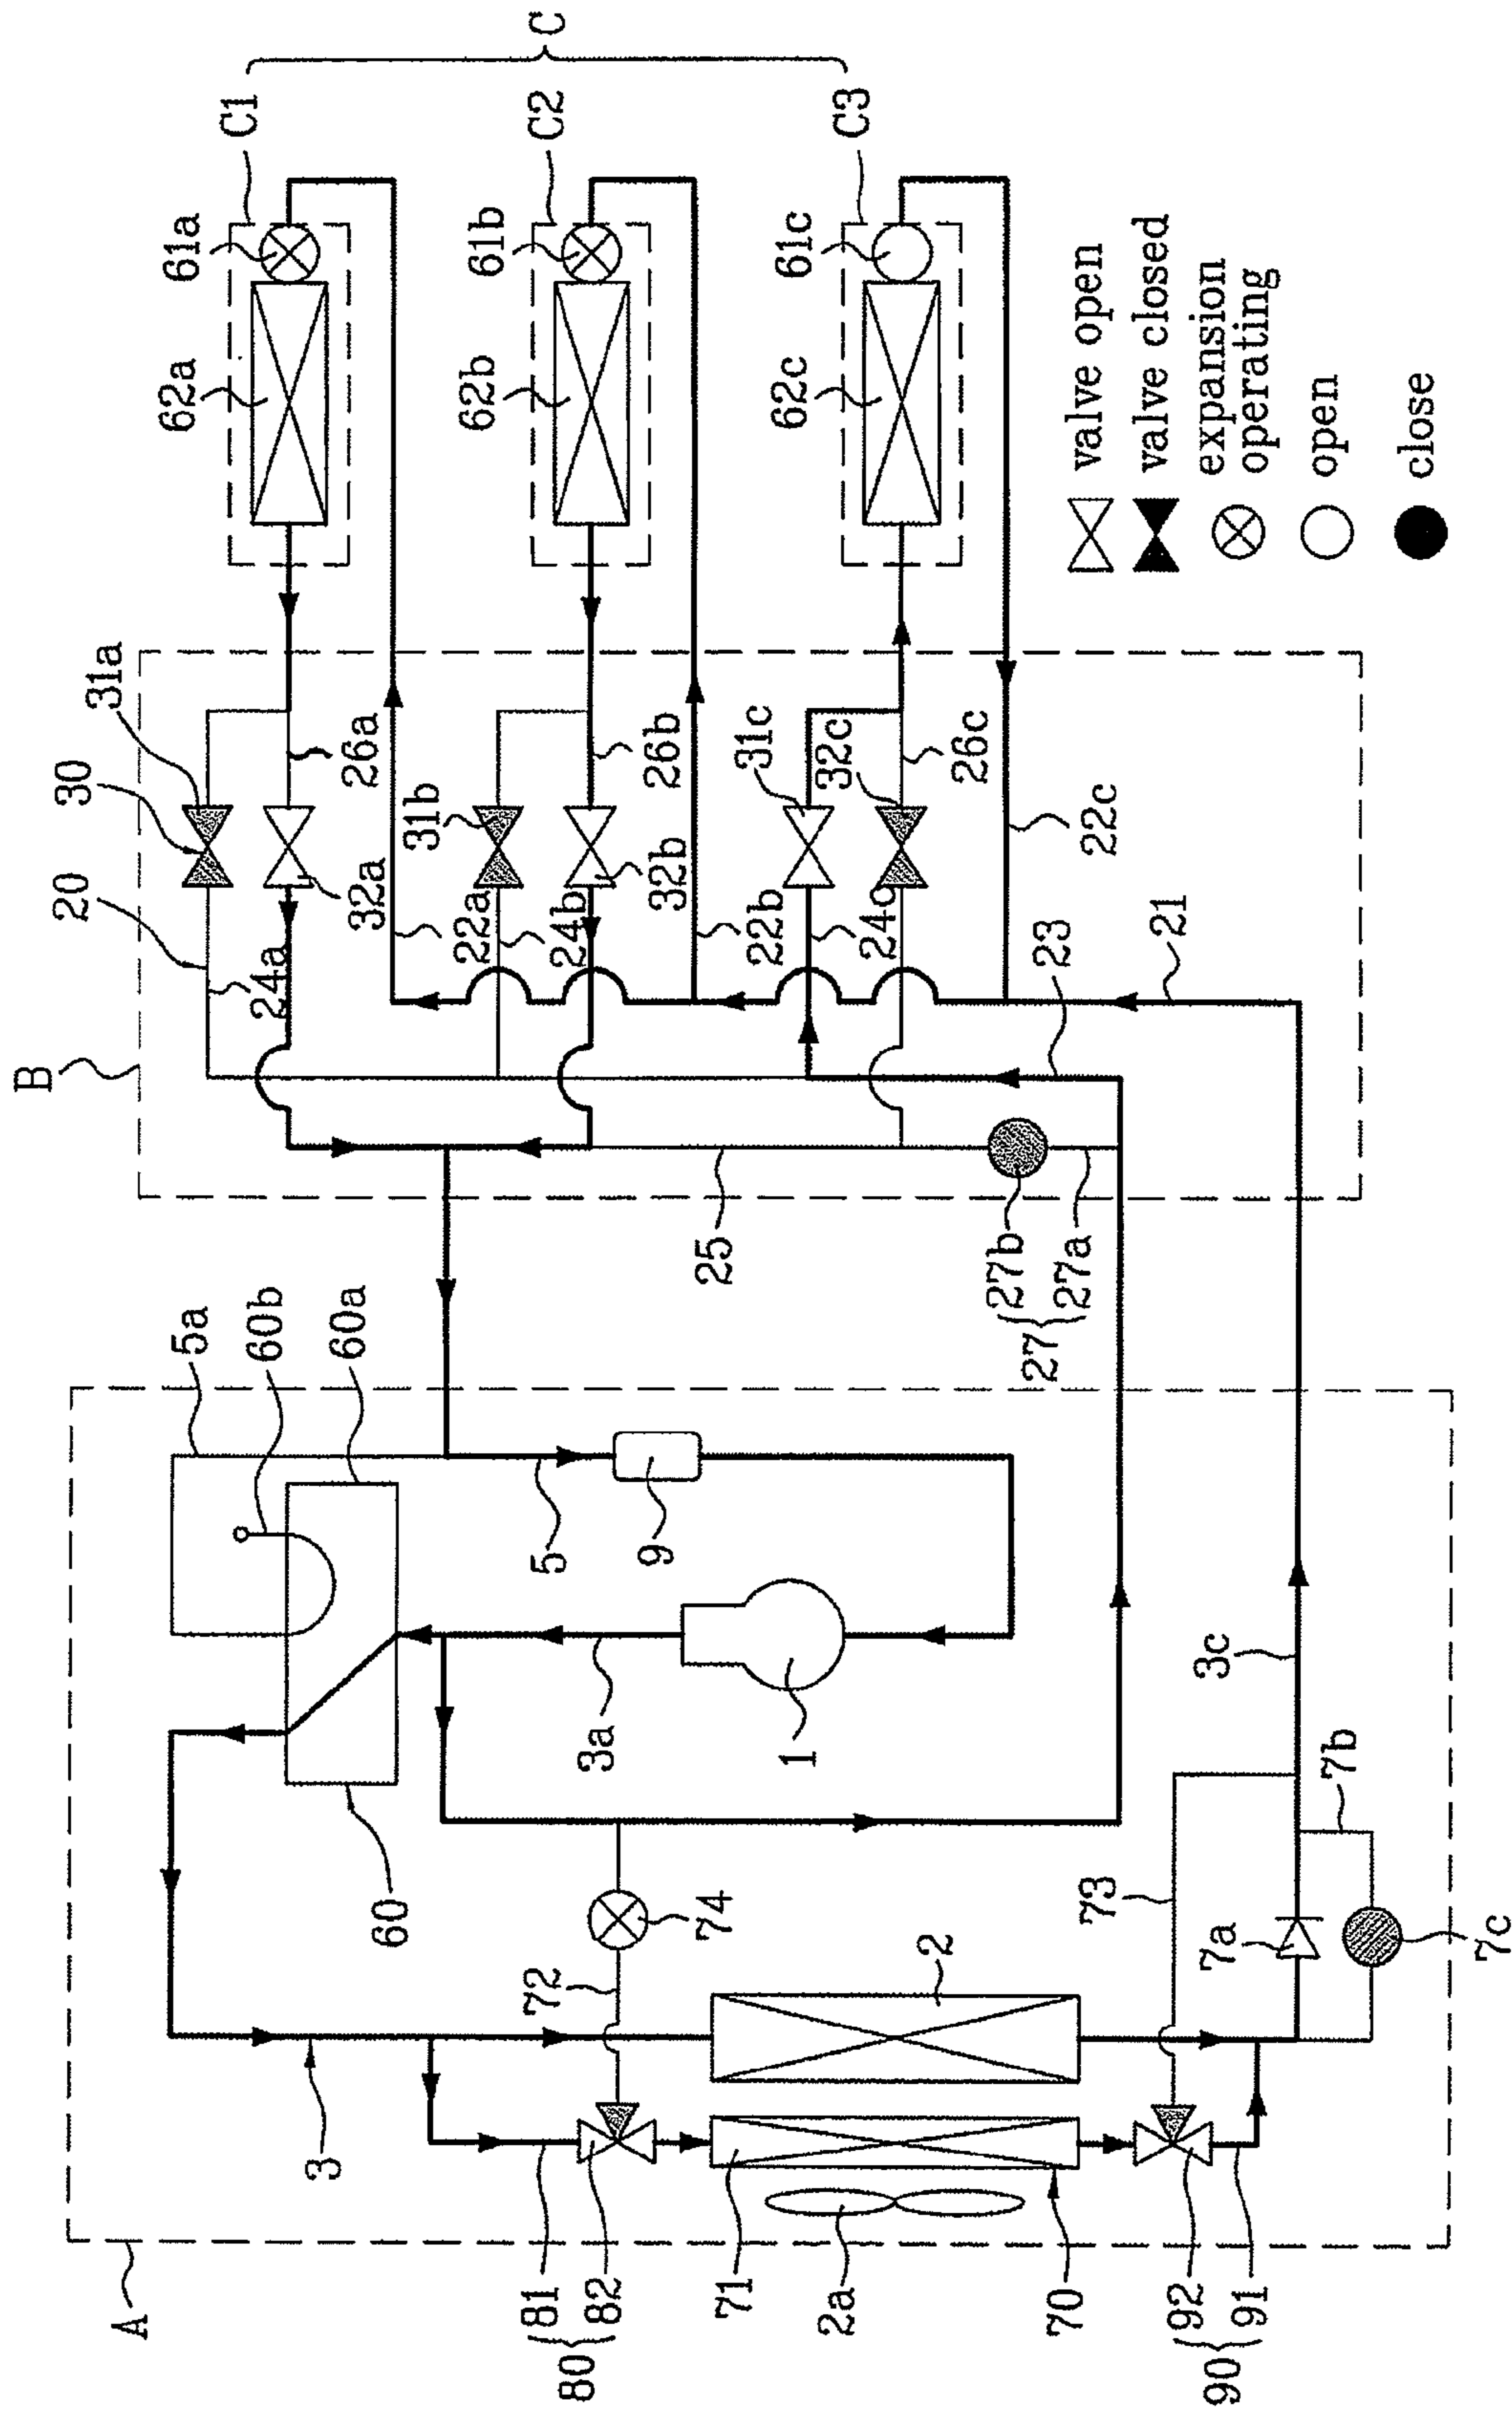 C
C1
C2
C3
61a
61b
61c
62a
62b
62c
valve open
valve closed
expansion
operating
open
close
31a
30
20
26a
32a
24a
22a
31b
26b
32b
24b
22b
31c
32c
26c
24c
22c
23
21
B
25
27b
27a
27
5a
60b
60a
5
9
3a
1
3c
60
74
72
2
73
7a
7b
7c
3
A
81
82
80
71
2a
70
92
91
90